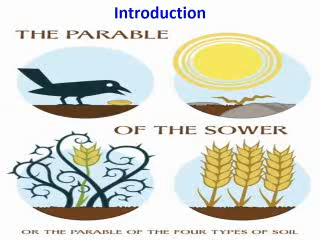 Introduction
THE PARABLE
OF THE SOWER
OR THE PARABLE OF THE FOUR TYPES OF SOIL